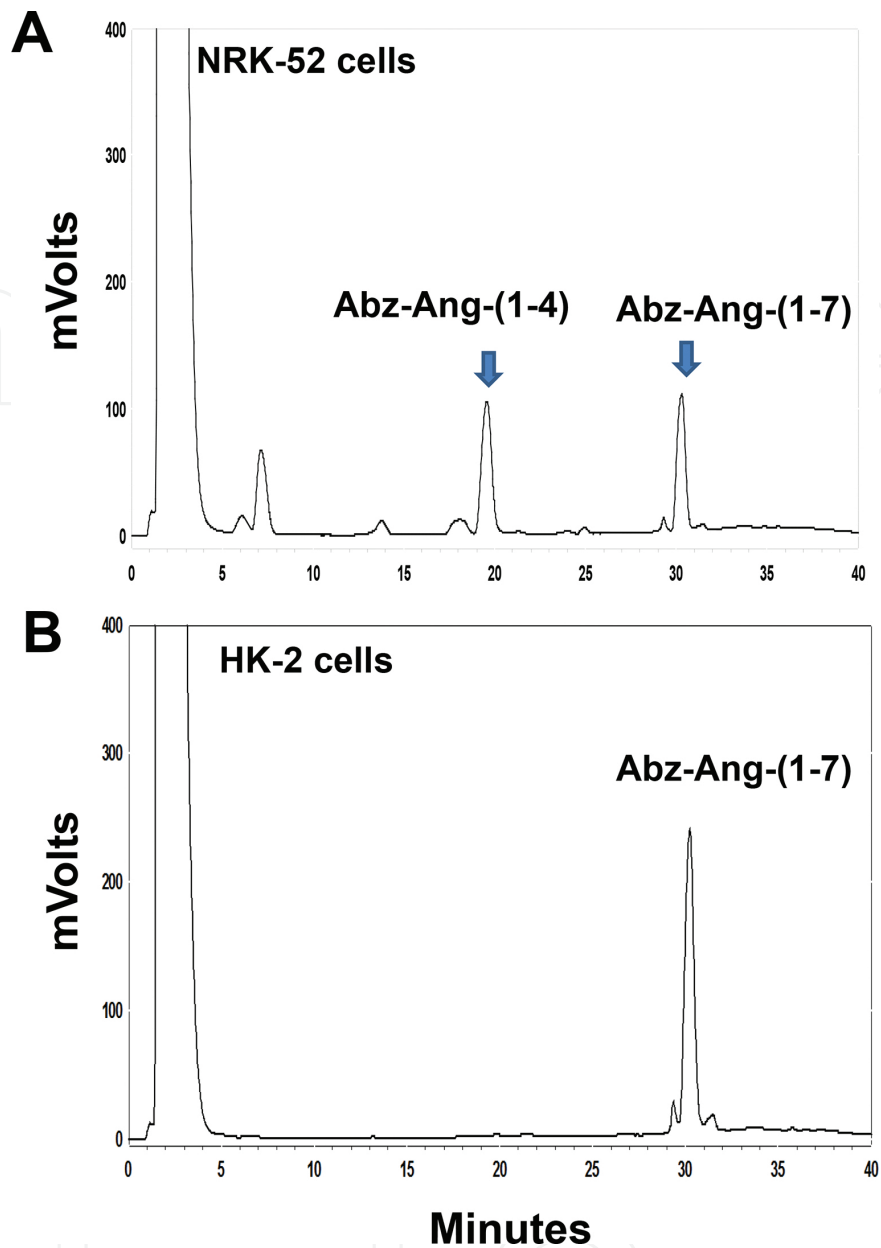 A
NRK-52 cells
400
300
200
100
0
mVolts
Abz-Ang-(1-4)
Abz-Ang-(1-7)
0 5 10 15 20 25 30 35 40
B
HK-2 cells
400
300
200
100
0
mVolts
Abz-Ang-(1-7)
0 5 10 15 20 25 30 35 40
Minutes